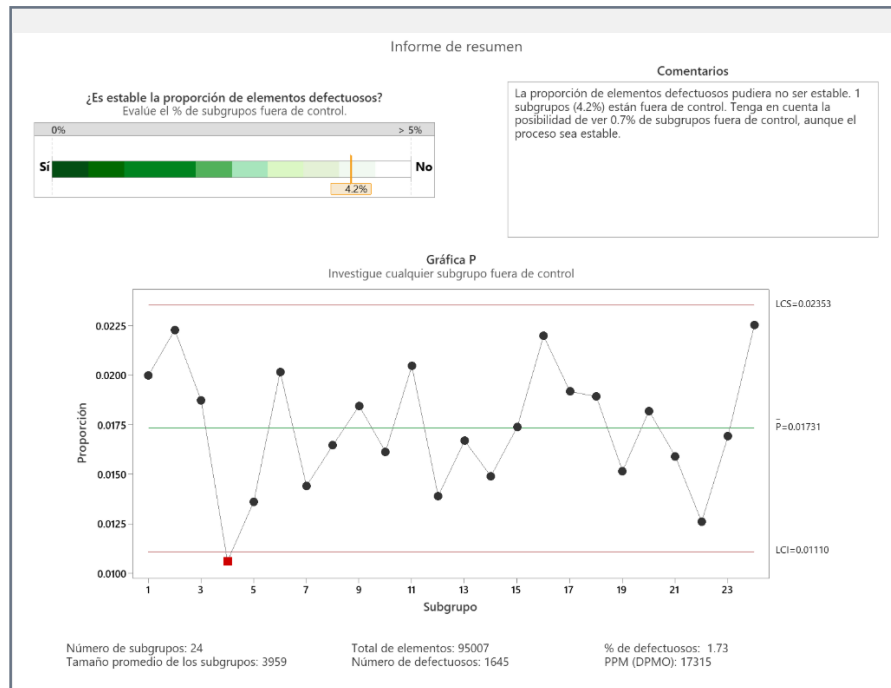 Informe de resumen
¿Es estable la proporción de elementos defectuosos?
Evalúe el % de subgrupos fuera de control.
0%
> 5%
Sí
No
4.2%
Comentarios
La proporción de elementos defectuosos pudiera no ser estable. 1
subgrupos (4.2%) están fuera de control. Tenga en cuenta la
posibilidad de ver 0.7% de subgrupos fuera de control, aunque el
proceso sea estable.
Gráfica P
Investigue cualquier subgrupo fuera de control
Proporción
0.0225
0.0200
0.0175
0.0150
0.0125
0.0100
LCS=0.02353
P̄=0.01731
LCI=0.01110
1 3 5 7 9 11 13 15 17 19 21 23
Subgrupo
Número de subgrupos: 24
Tamaño promedio de los subgrupos: 3959
Total de elementos: 95007
Número de defectuosos: 1645
% de defectuosos: 1.73
PPM (DPMO): 17315